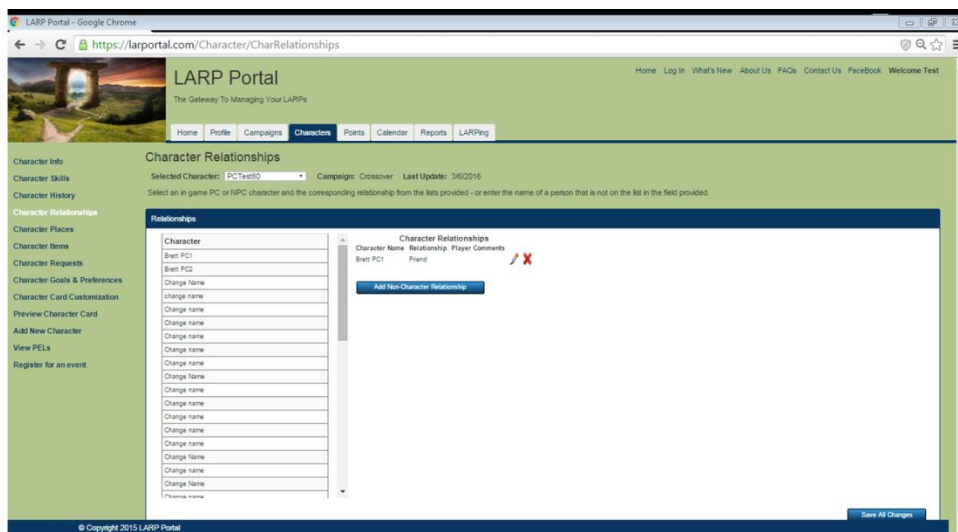 LARP Portal - Google Chrome
https://larportal.com/Character/CharRelationships
LARP Portal
The Gateway To Managing Your LARPs
Home Log In What's New About Us FAQs Contact Us FaceBook Welcome Test
Home Profile Campaigns Characters Points Calendar Reports LARPing
Character Info
Character Skills
Character History
Character Relationships
Character Places
Character Items
Character Requests
Character Goals & Preferences
Character Card Customization
Preview Character Card
Add New Character
View PELs
Register for an event
Character Relationships
Selected Character: PCTest80 Campaign: Crossover Last Update: 3/6/2016
Select an in game PC or NPC character and the corresponding relationship from the lists provided - or enter the name of a person that is not on the list in the field provided.
Relationships
Character
Brett PC1
Brett PC2
Change Name
change name
Change name
Change name
Change name
Change name
Change name
Change Name
Change name
Change name
Change name
Change name
Change Name
Change name
Change Name
Change name
Character Relationships
Character Name Relationship Player Comments
Brett PC1 Friend
Add Non-Character Relationship
Save All Changes
© Copyright 2015 LARP Portal